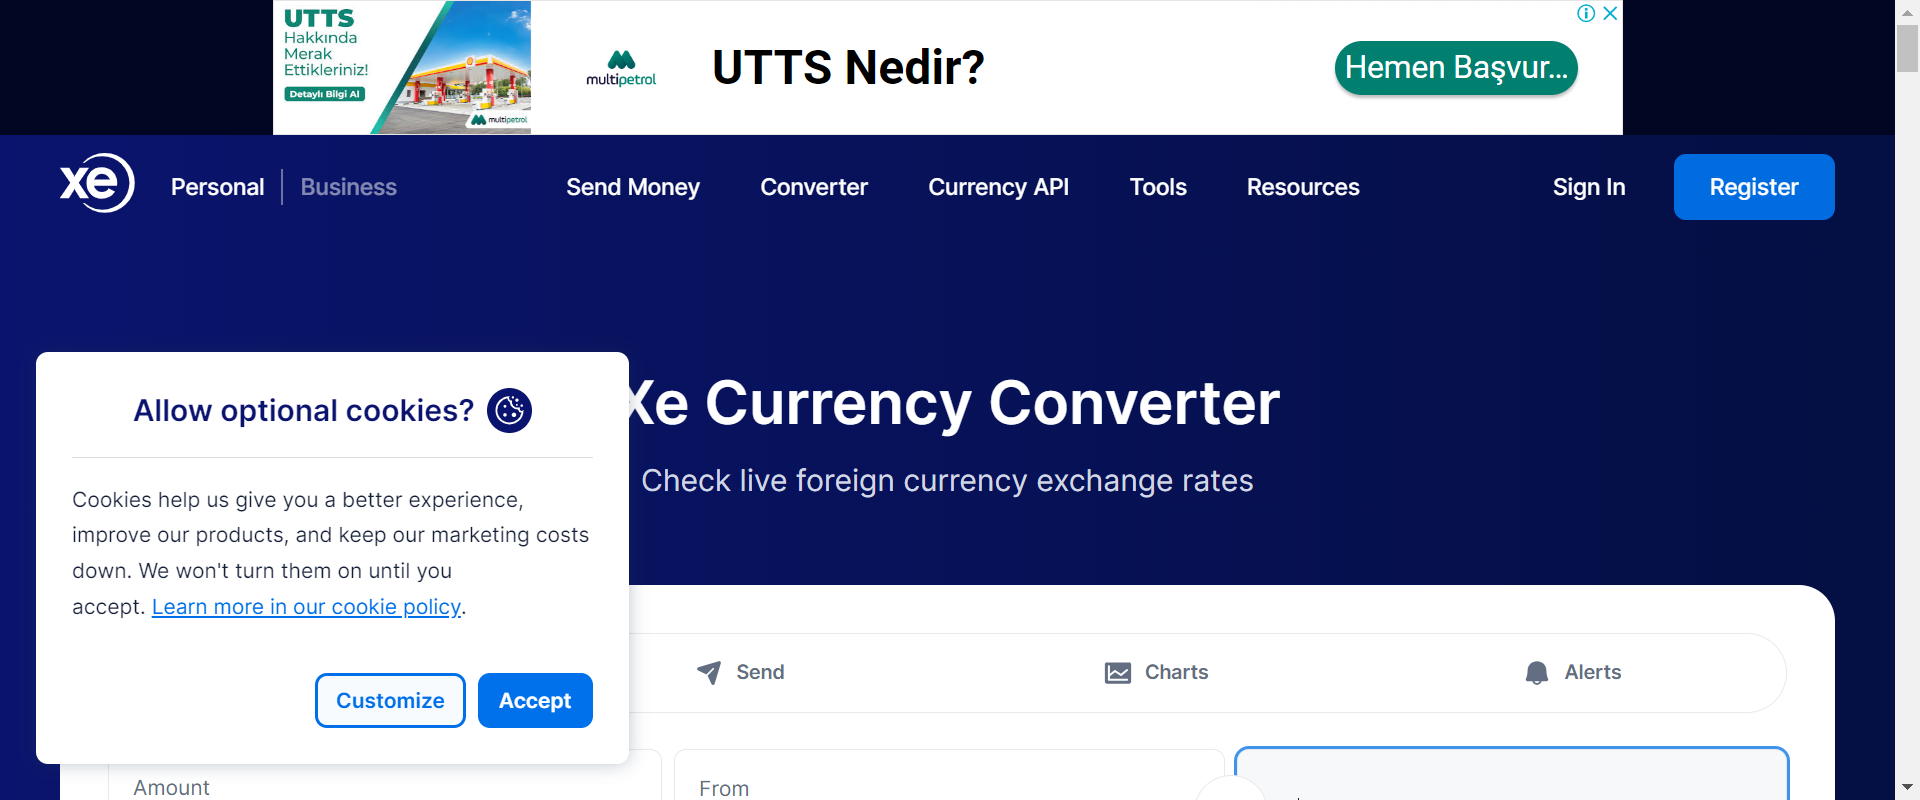 UTTS
Hakkında
Merak
Ettikleriniz!
Detaylı Bilgi Al
multipetrol
multipetrol
UTTS Nedir?
Hemen Başvur...
xe
Personal
Business
Send Money
Converter
Currency API
Tools
Resources
Sign In
Register
Xe Currency Converter
Check live foreign currency exchange rates
Allow optional cookies?
Cookies help us give you a better experience,
improve our products, and keep our marketing costs
down. We won't turn them on until you
accept. Learn more in our cookie policy.
Customize
Accept
Send
Charts
Alerts
Amount
From